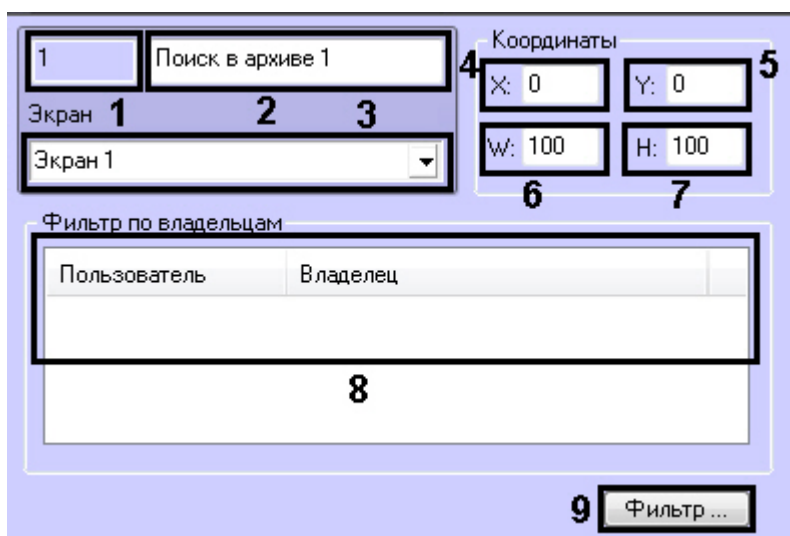 1 Поиск в архиве 1
Экран 1 2 3
Экран 1
Координаты
4 X: 0 Y: 0 5
W: 100 H: 100
6 7
Фильтр по владельцам
Пользователь Владелец
8
9 Фильтр ...